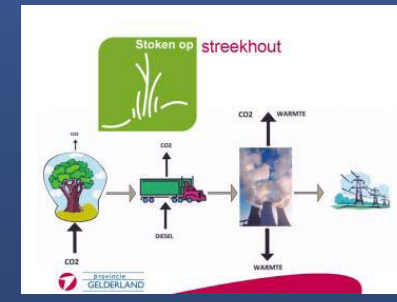 Stoken op streekhout
CO2 WARMTE
CO2
CO2
DIESEL
CO2
WARMTE
provincie
GELDERLAND